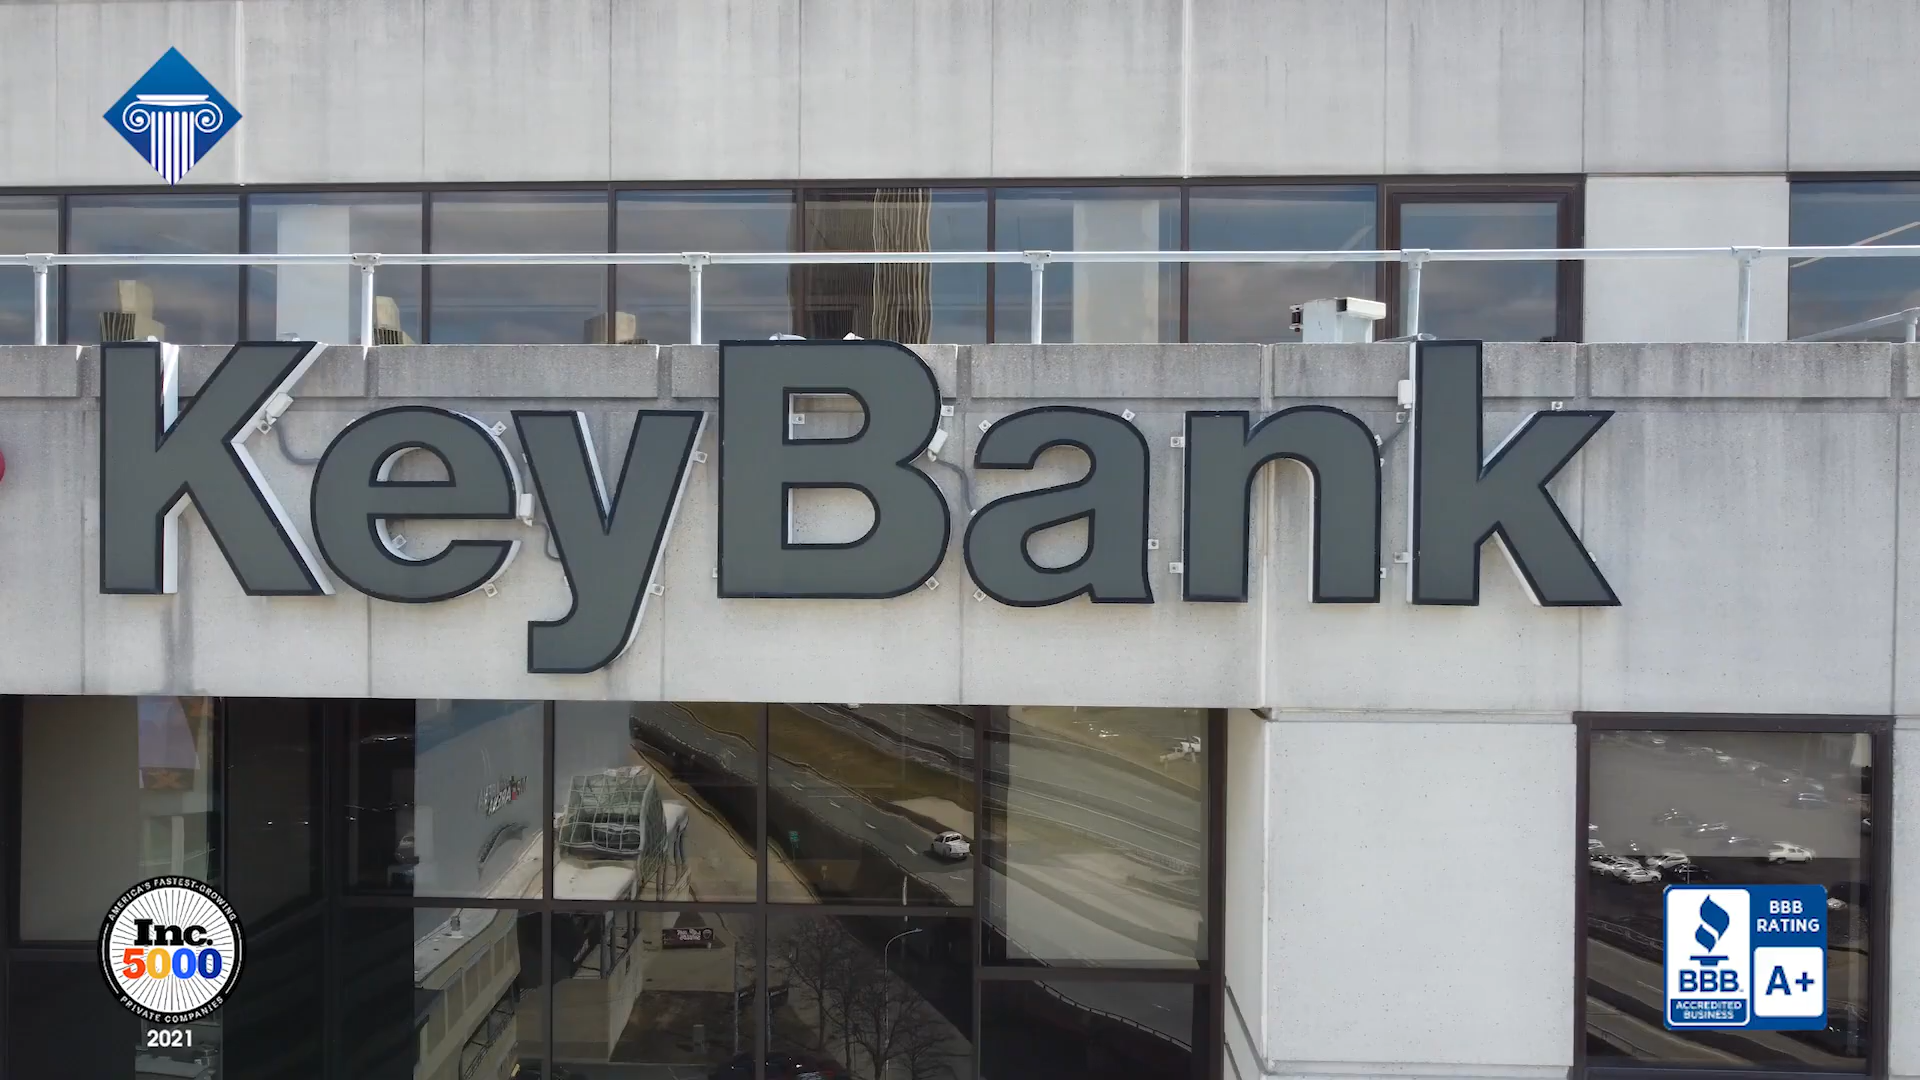 KeyBank
AMERICA'S FASTEST-GROWING
Inc.
5000
PRIVATE COMPANIES
2021
BBB
RATING
BBB
A+
ACCREDITED
BUSINESS